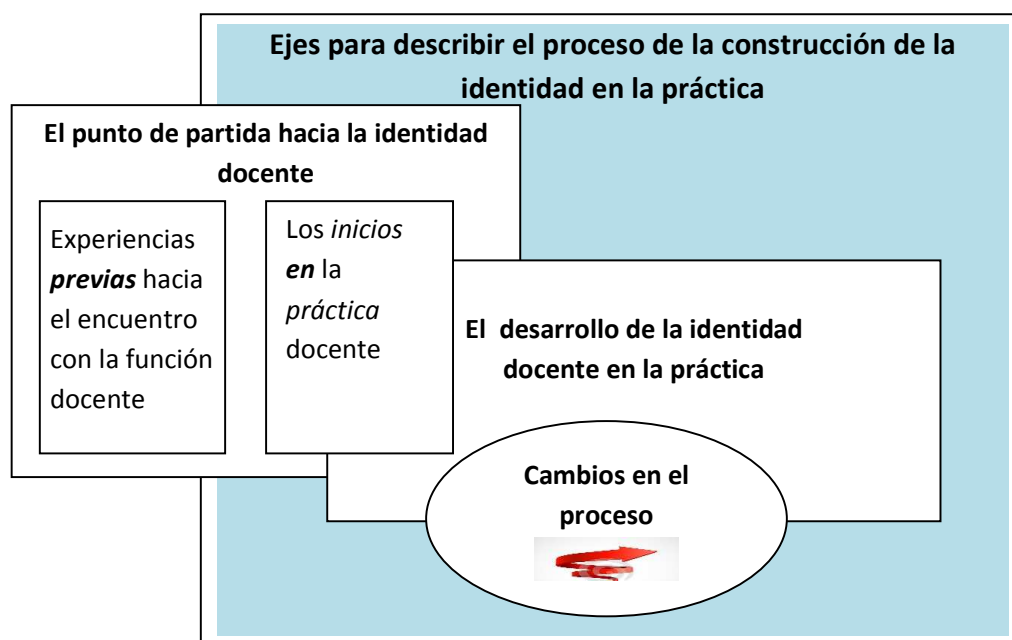 Ejes para describir el proceso de la construcción de la
identidad en la práctica
El punto de partida hacia la identidad
docente
Experiencias
previas hacia
el encuentro
con la función
docente
Los inicios
en la
práctica
docente
El desarrollo de la identidad
docente en la práctica
Cambios en el
proceso